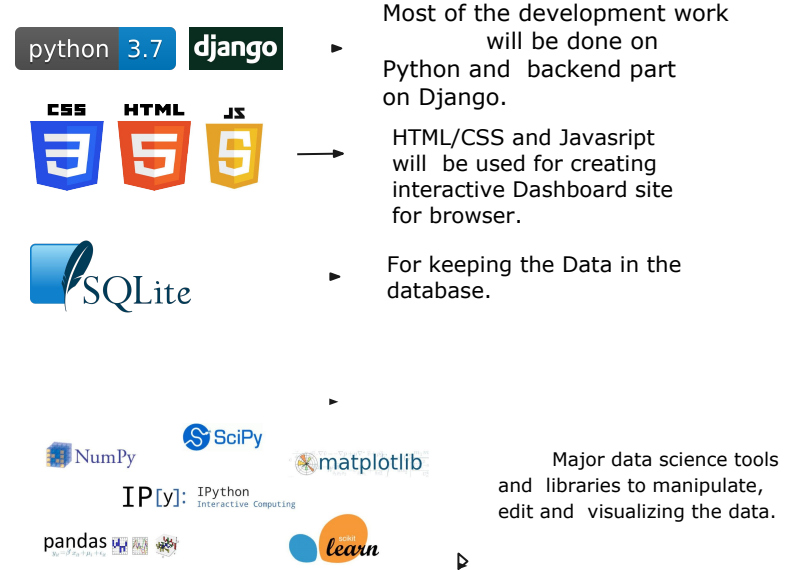 python 3.7 django
Most of the development work
will be done on
Python and backend part
on Django.
CSS HTML JS
HTML/CSS and Javasript
will be used for creating
interactive Dashboard site
for browser.
SQLite
For keeping the Data in the
database.
NumPy
SciPy
matplotlib
IP[y]: IPython
Interactive Computing
pandas
scikit
learn
Major data science tools
and libraries to manipulate,
edit and visualizing the data.